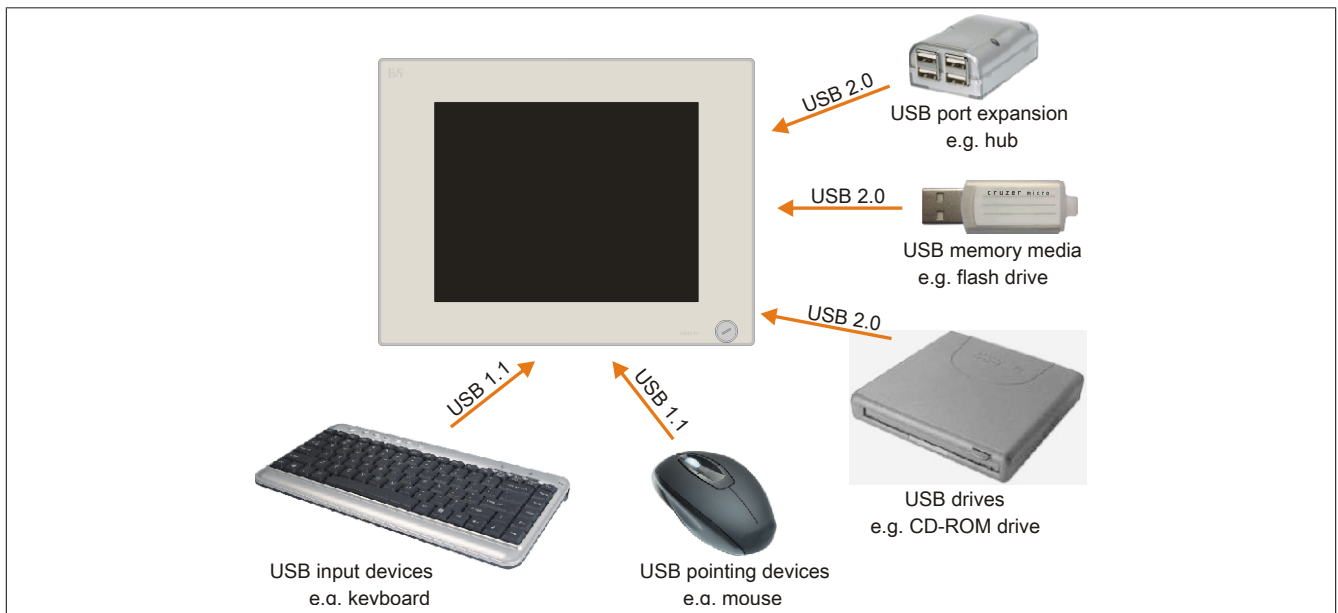 B&R
USB 2.0
USB port expansion
e.g. hub
USB 2.0
cruzer micro
USB memory media
e.g. flash drive
USB 2.0
USB drives
e.g. CD-ROM drive
USB 1.1
USB 1.1
USB input devices
e.g. keyboard
USB pointing devices
e.g. mouse